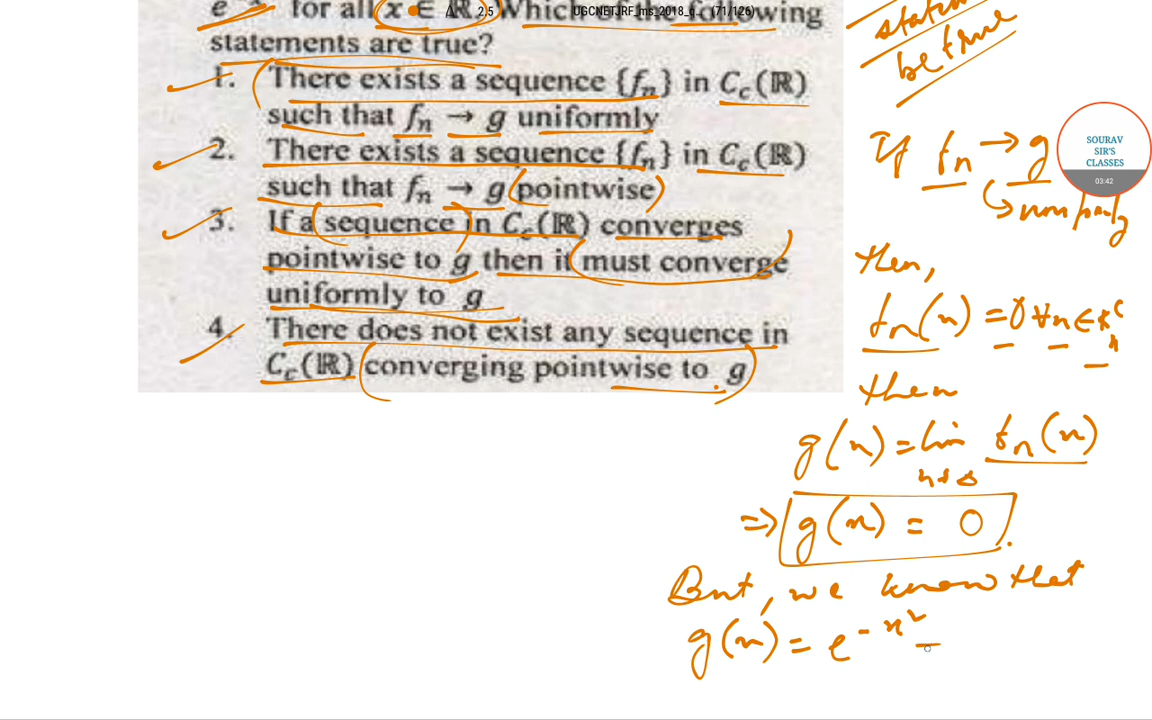 for all x ∈ ℝ. Which of the following
2.5
UGCNETJRF_ms_2018_q... (71/126)
statements are true?
1. There exists a sequence {fn} in Cc(ℝ)
such that fn → g uniformly
2. There exists a sequence {fn} in Cc(ℝ)
such that fn → g (pointwise)
3. If a sequence in Cc(ℝ) converges
pointwise to g then it must converge
uniformly to g
4. There does not exist any sequence in
Cc(ℝ) converging pointwise to g
be true
If fn → g
SOURAV
SIR'S
CLASSES
03:42
then,
fn(x) = 0 ∀x ∈
then
g(x) = lim fn(x)
⇒ g(x) = 0.
But, we know that
g(x) = e^-x²